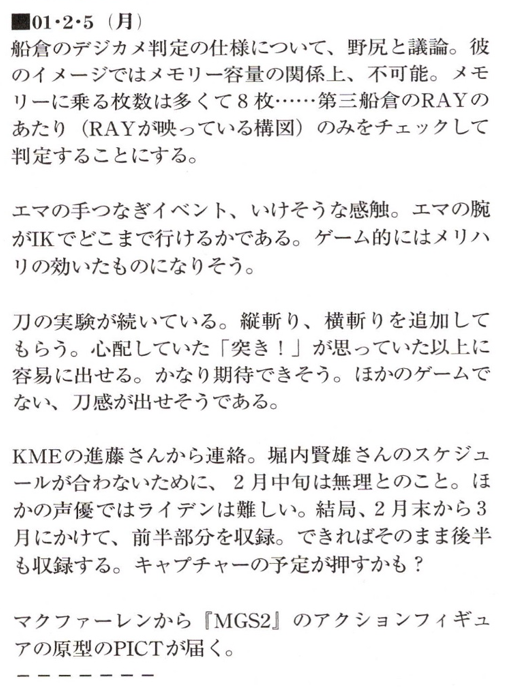 ■01･2･5（月）
船倉のデジカメ判定の仕様について、野尻と議論。彼
のイメージではメモリー容量の関係上、不可能。メモ
リーに乗る枚数は多くて８枚……第三船倉のRAYの
あたり（RAYが映っている構図）のみをチェックして
判定することにする。
エマの手つなぎイベント、いけそうな感触。エマの腕
がIKでどこまで行けるかである。ゲーム的にはメリハ
リの効いたものになりそう。
刀の実験が続いている。縦斬り、横斬りを追加して
もらう。心配していた「突き！」が思っていた以上に
容易に出せる。かなり期待できそう。ほかのゲームで
ない、刀感が出せそうである。
KMEの進藤さんから連絡。堀内賢雄さんのスケジュ
ールが合わないために、２月中旬は無理とのこと。ほ
かの声優ではライデンは難しい。結局、２月末から３
月にかけて、前半部分を収録。できればそのまま後半
も収録する。キャプチャーの予定が押すかも？
マクファーレンから『MGS2』のアクションフィギュ
アの原型のPICTが届く。
－－－－－－－